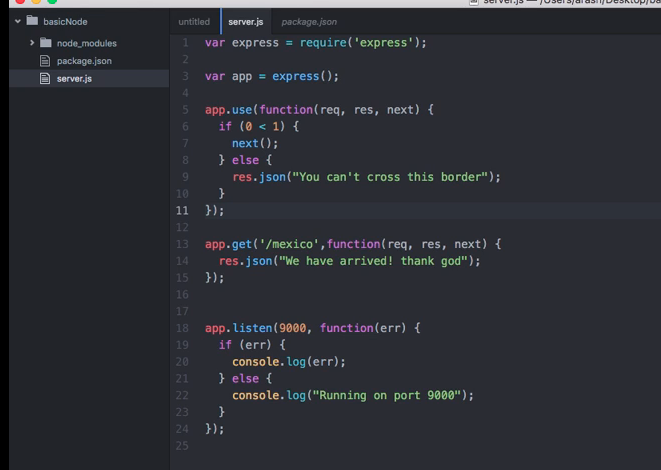 server.js — /Users/arash/Desktop/ba
basicNode
node_modules
package.json
server.js
untitled
server.js
package.json
1 var express = require('express');
2
3 var app = express();
4
5 app.use(function(req, res, next) {
6   if (0 < 1) {
7     next();
8   } else {
9     res.json("You can't cross this border");
10   }
11 });
12
13 app.get('/mexico',function(req, res, next) {
14   res.json("We have arrived! thank god");
15 });
16
17
18 app.listen(9000, function(err) {
19   if (err) {
20     console.log(err);
21   } else {
22     console.log("Running on port 9000");
23   }
24 });
25